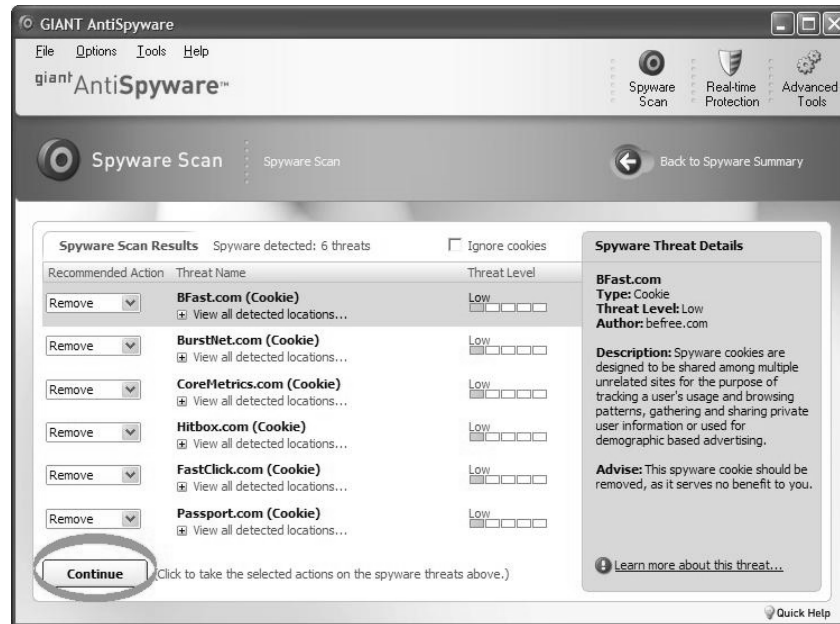 GIANT AntiSpyware
File Options Tools Help
giantAntiSpyware™
Spyware Scan
Real-time Protection
Advanced Tools
Spyware Scan
Spyware Scan
Back to Spyware Summary
Spyware Scan Results Spyware detected: 6 threats Ignore cookies
Recommended Action Threat Name Threat Level
Remove BFast.com (Cookie) Low
View all detected locations...
Remove BurstNet.com (Cookie) Low
View all detected locations...
Remove CoreMetrics.com (Cookie) Low
View all detected locations...
Remove Hitbox.com (Cookie) Low
View all detected locations...
Remove FastClick.com (Cookie) Low
View all detected locations...
Remove Passport.com (Cookie) Low
View all detected locations...
Continue (Click to take the selected actions on the spyware threats above.)
Spyware Threat Details
BFast.com
Type: Cookie
Threat Level: Low
Author: befree.com
Description: Spyware cookies are
designed to be shared among multiple
unrelated sites for the purpose of
tracking a user's usage and browsing
patterns, gathering and sharing private
user information or used for
demographic based advertising.
Advise: This spyware cookie should be
removed, as it serves no benefit to you.
Learn more about this threat...
Quick Help